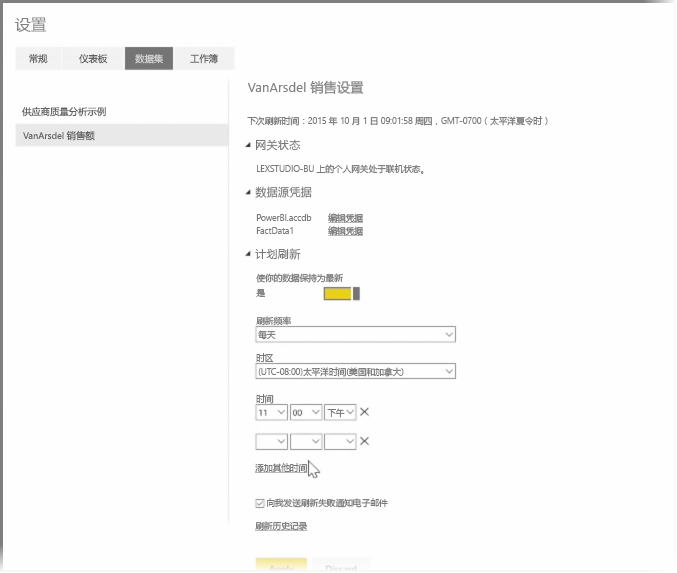 设置
常规 仪表板 数据集 工作簿
供应商质量分析示例
VanArsdel 销售额
VanArsdel 销售设置
下次刷新时间：2015 年 10 月 1 日 09:01:58 周四，GMT-0700（太平洋夏令时）
网关状态
LEXSTUDIO-BU 上的个人网关处于联机状态。
数据源凭据
PowerBI.accdb 编辑凭据
FactData1 编辑凭据
计划刷新
使你的数据保持为最新
是
刷新频率
每天
时区
(UTC-08:00)太平洋时间(美国和加拿大)
时间
11 00 下午
添加其他时间
向我发送刷新失败通知电子邮件
刷新历史记录
Apply Discard